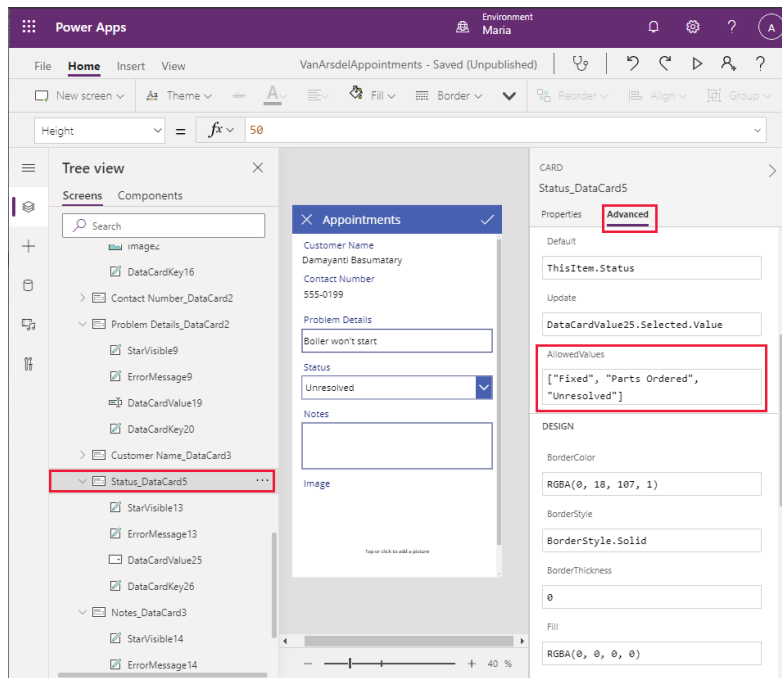 Power Apps
Environment
Maria
?
A
File Home Insert View
VanArsdelAppointments - Saved (Unpublished)
?
New screen
Theme
A
Fill
Border
Reorder
Align
Group
Height
= fx 50
Tree view
Screens Components
Search
DataCardKey16
Contact Number_DataCard2
Problem Details_DataCard2
StarVisible9
ErrorMessage9
DataCardValue19
DataCardKey20
Customer Name_DataCard3
Status_DataCard5 ...
StarVisible13
ErrorMessage13
DataCardValue25
DataCardKey26
Notes_DataCard3
StarVisible14
ErrorMessage14
Appointments
Customer Name
Damayanti Basumatary
Contact Number
555-0199
Problem Details
Boiler won't start
Status
Unresolved
Notes
Image
Tap or click to add a picture
40 %
CARD
Status_DataCard5
Properties Advanced
Default
ThisItem.Status
Update
DataCardValue25.Selected.Value
AllowedValues
["Fixed", "Parts Ordered",
"Unresolved"]
DESIGN
BorderColor
RGBA(0, 18, 107, 1)
BorderStyle
BorderStyle.Solid
BorderThickness
0
Fill
RGBA(0, 0, 0, 0)